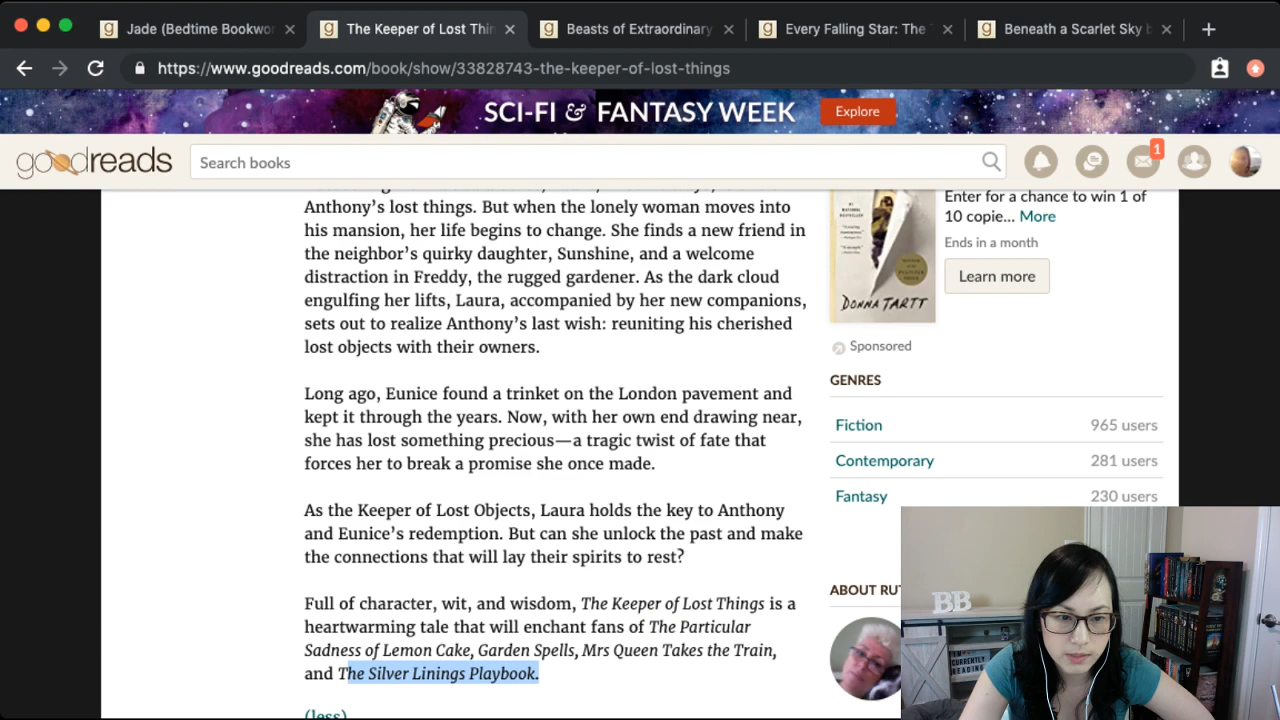 Jade (Bedtime Bookwor
The Keeper of Lost Thin
Beasts of Extraordinary
Every Falling Star: The
Beneath a Scarlet Sky
https://www.goodreads.com/book/show/33828743-the-keeper-of-lost-things
SCI-FI & FANTASY WEEK
Explore
goodreads
Search books
1
Anthony's lost things. But when the lonely woman moves into
his mansion, her life begins to change. She finds a new friend in
the neighbor's quirky daughter, Sunshine, and a welcome
distraction in Freddy, the rugged gardener. As the dark cloud
engulfing her lifts, Laura, accompanied by her new companions,
sets out to realize Anthony's last wish: reuniting his cherished
lost objects with their owners.
Long ago, Eunice found a trinket on the London pavement and
kept it through the years. Now, with her own end drawing near,
she has lost something precious—a tragic twist of fate that
forces her to break a promise she once made.
As the Keeper of Lost Objects, Laura holds the key to Anthony
and Eunice's redemption. But can she unlock the past and make
the connections that will lay their spirits to rest?
Full of character, wit, and wisdom, The Keeper of Lost Things is a
heartwarming tale that will enchant fans of The Particular
Sadness of Lemon Cake, Garden Spells, Mrs Queen Takes the Train,
and The Silver Linings Playbook.
(less)
DONNA TARTT
Enter for a chance to win 1 of
10 copie... More
Ends in a month
Learn more
Sponsored
GENRES
Fiction 965 users
Contemporary 281 users
Fantasy 230 users
ABOUT RUT
BB
CURRENTLY
READING